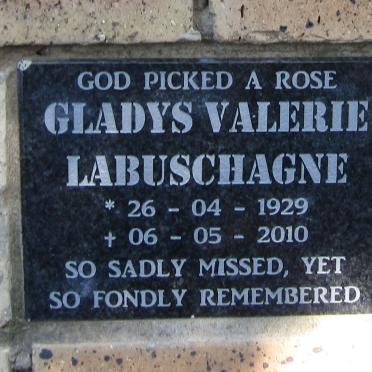 GOD PICKED A ROSE
GLADYS VALERIE
LABUSCHAGNE
* 26 - 04 - 1929
✝ 06 - 05 - 2010
SO SADLY MISSED, YET
SO FONDLY REMEMBERED